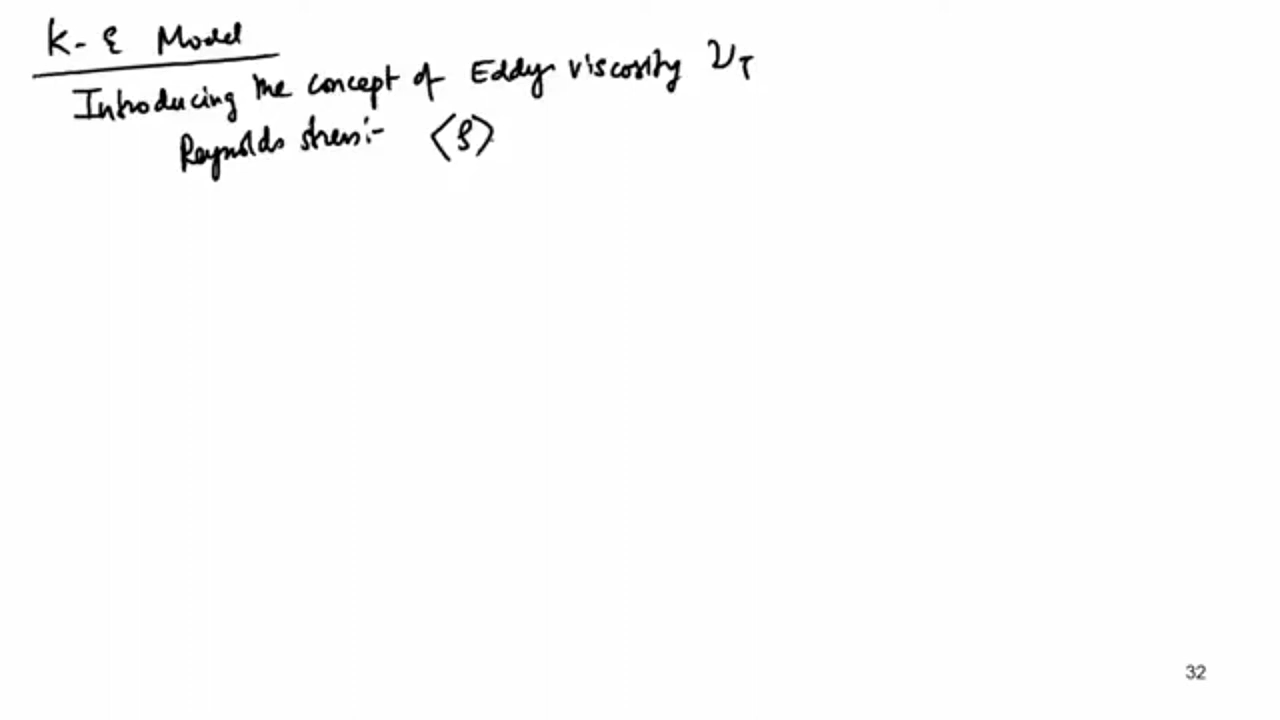 K-ε Model
Introducing the concept of Eddy viscosity ν_T
Reynolds stress:- ⟨ρ⟩
32